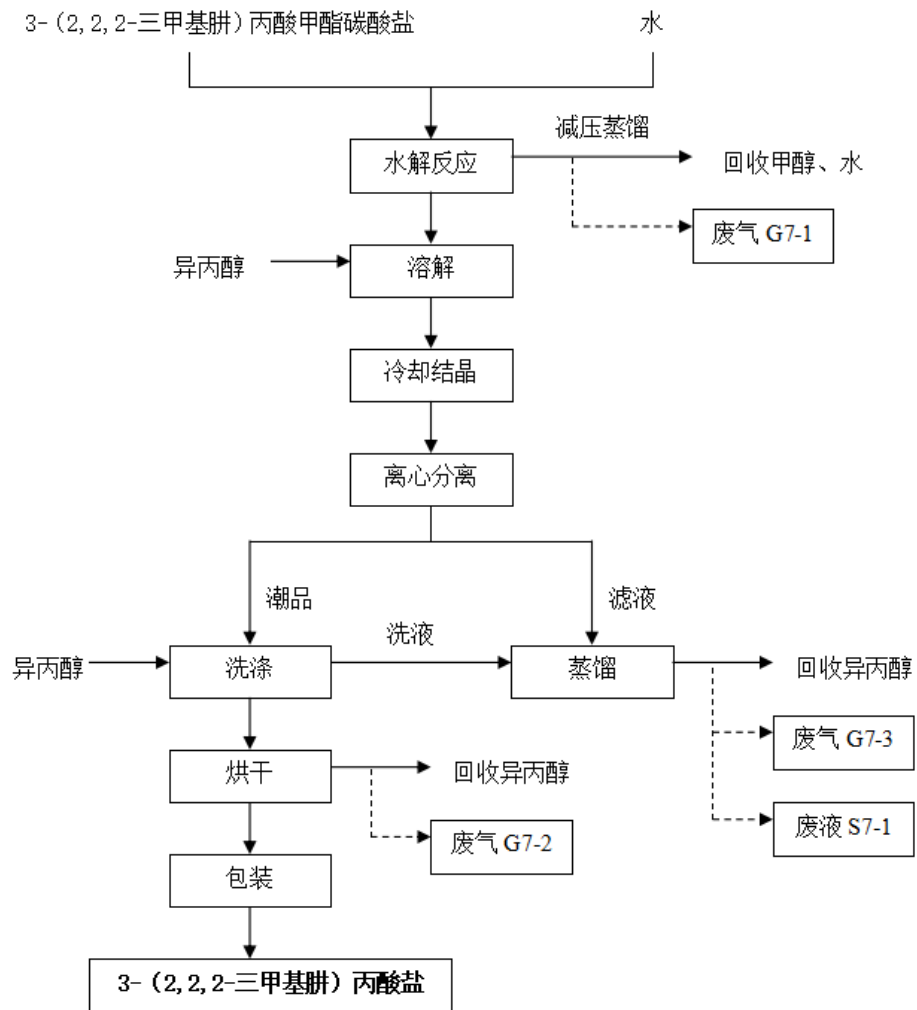 3-（2,2,2-三甲基肼）丙酸甲酯碳酸盐
水
减压蒸馏
水解反应
回收甲醇、水
废气 G7-1
异丙醇
溶解
冷却结晶
离心分离
潮品
滤液
洗液
异丙醇
洗涤
蒸馏
回收异丙醇
废气 G7-3
烘干
回收异丙醇
废液 S7-1
废气 G7-2
包装
3-（2,2,2-三甲基肼）丙酸盐